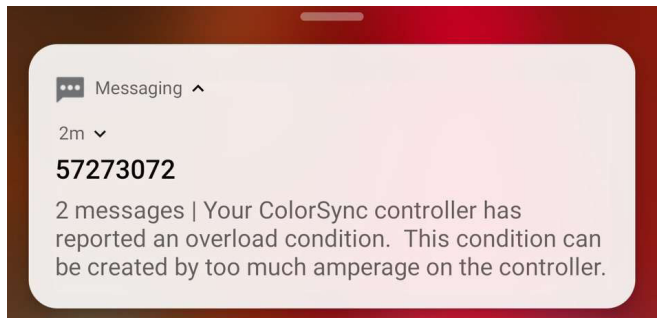 Messaging
2m
57273072
2 messages | Your ColorSync controller has
reported an overload condition.  This condition can
be created by too much amperage on the controller.